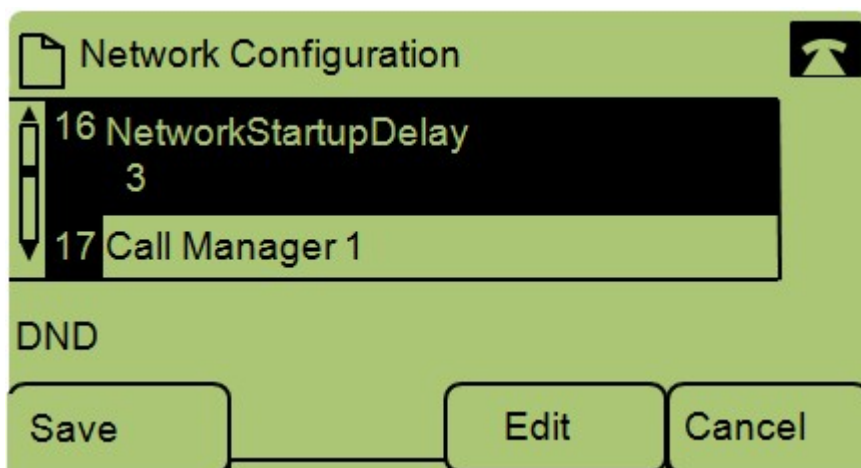 Network Configuration
16 NetworkStartupDelay
3
17 Call Manager 1
DND
Save Edit Cancel